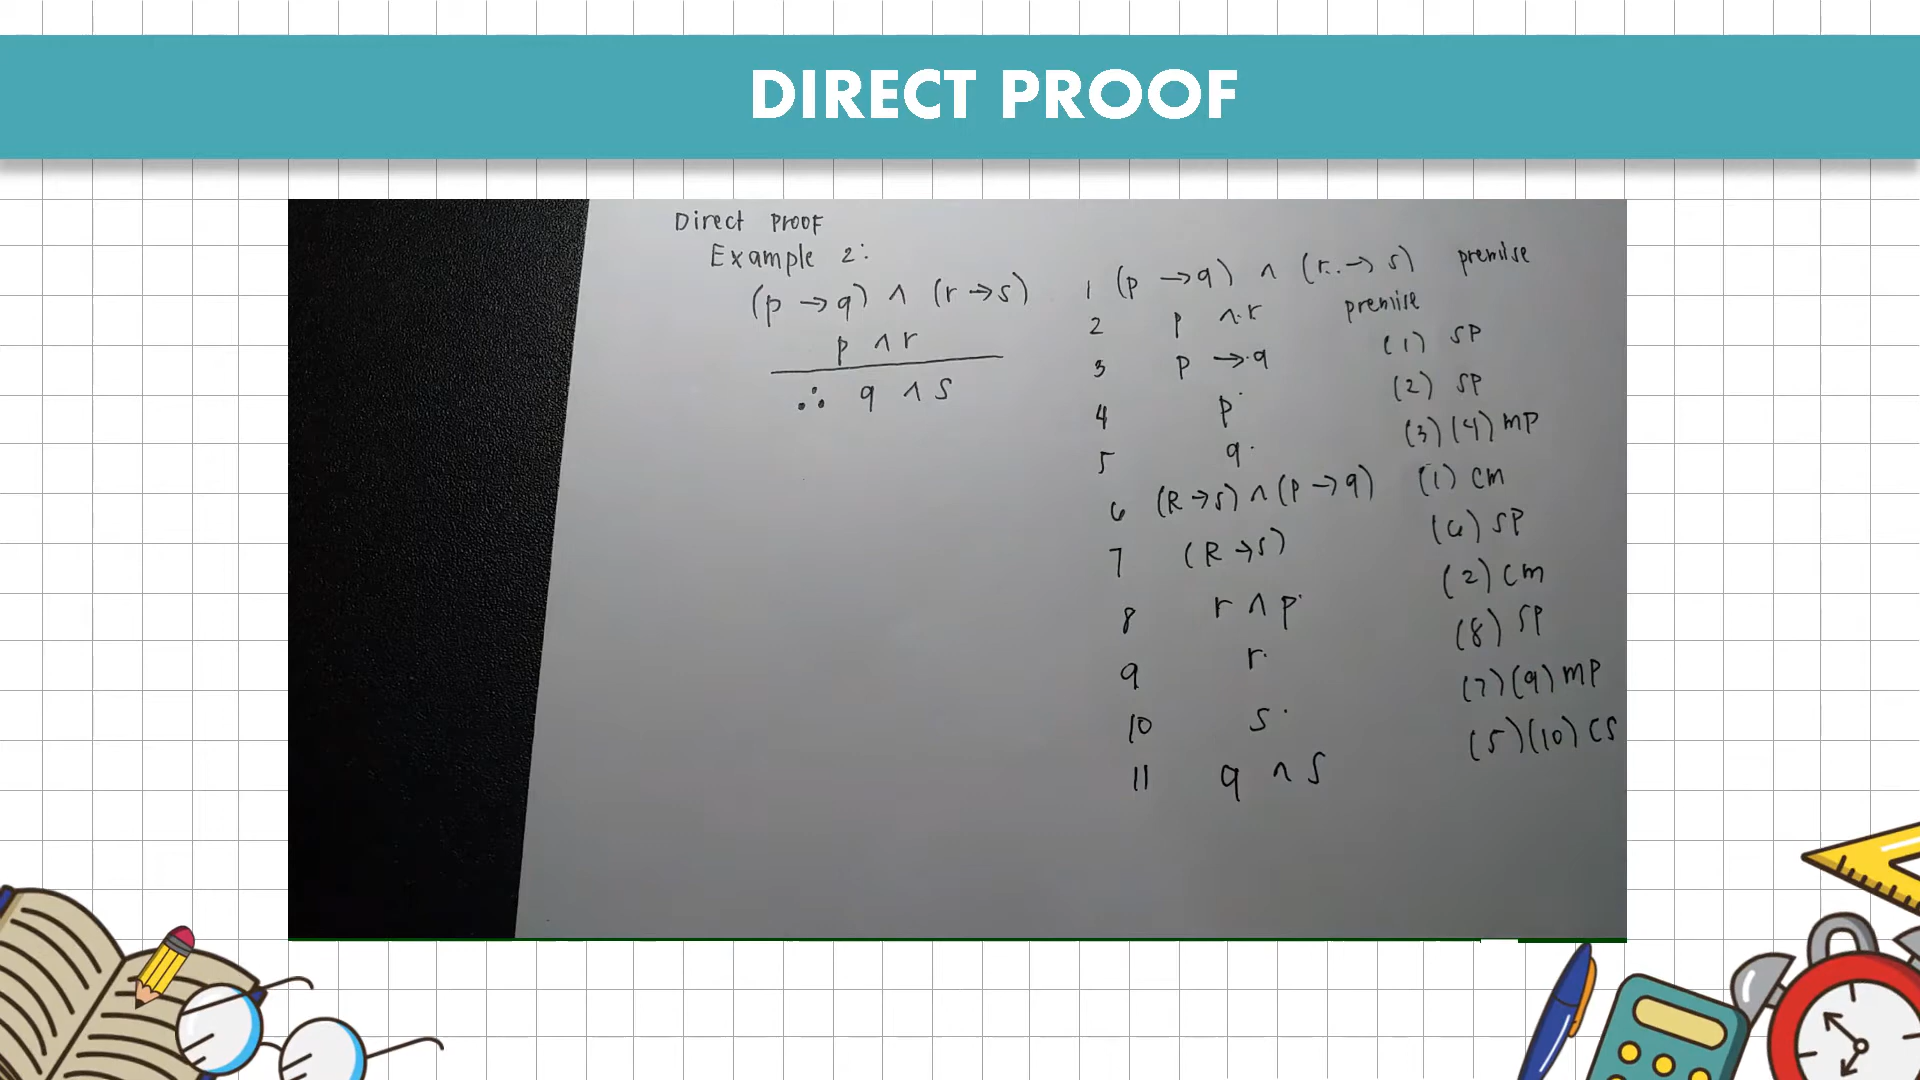 DIRECT PROOF
Direct Proof
Example 2:
(p → q) ∧ (r → s)
p ∧ r
∴ q ∧ s
1 (p → q) ∧ (r → s) premise
2 p ∧ r premise
3 p → q (1) SP
4 p (2) SP
5 q (3)(4) MP
6 (R → s) ∧ (p → q) (1) CM
7 (R → s) (6) SP
8 r ∧ p (2) CM
9 r (8) SP
10 s (7)(9) MP
11 q ∧ s (5)(10) CS